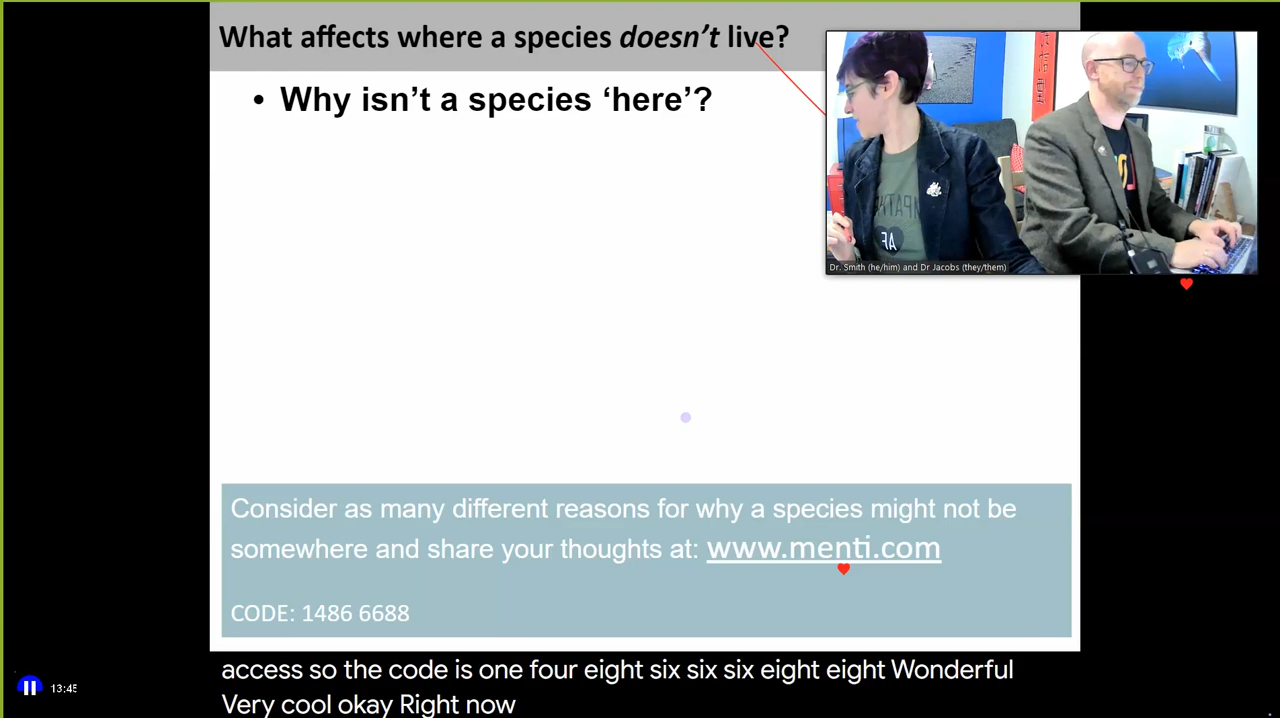 What affects where a species doesn't live?
• Why isn't a species 'here'?
AF
Dr. Smith (he/him) and Dr Jacobs (they/them)
Consider as many different reasons for why a species might not be
somewhere and share your thoughts at: www.menti.com
CODE: 1486 6688
access so the code is one four eight six six six eight eight Wonderful
Very cool okay Right now
13:45